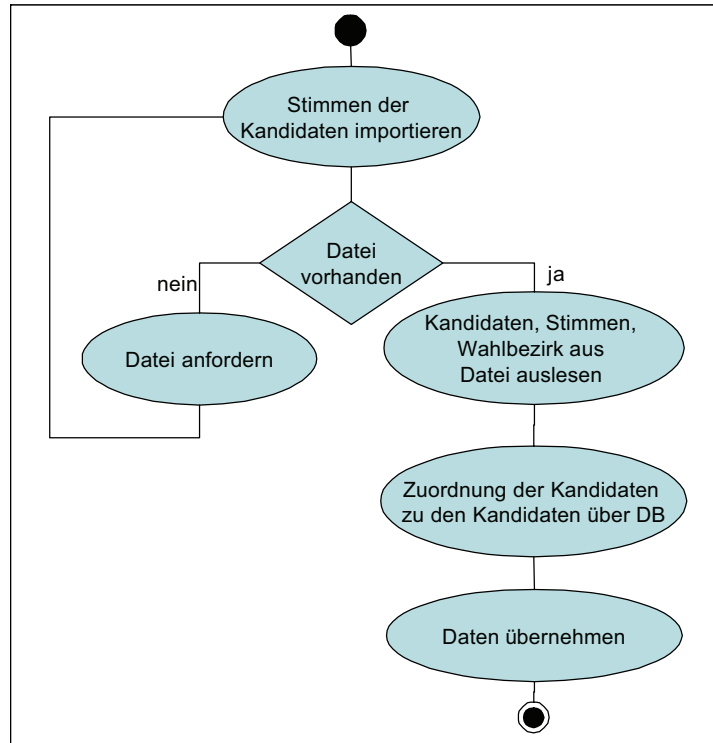 Stimmen der
Kandidaten importieren
Datei
vorhanden
nein
ja
Datei anfordern
Kandidaten, Stimmen,
Wahlbezirk aus
Datei auslesen
Zuordnung der Kandidaten
zu den Kandidaten über DB
Daten übernehmen